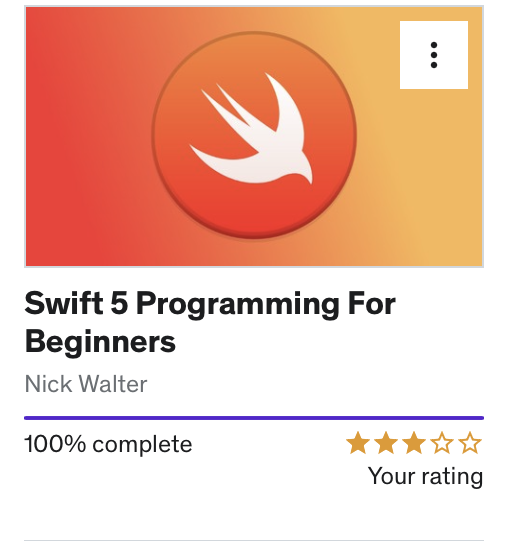 Swift 5 Programming For
Beginners
Nick Walter
100% complete
Your rating